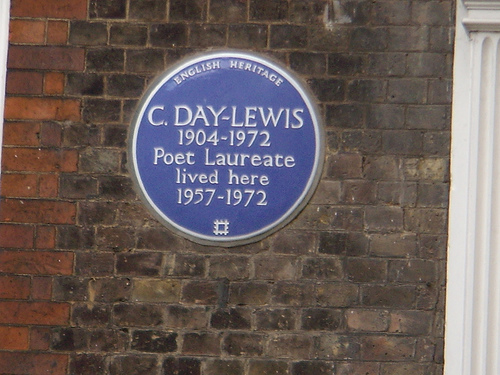 ENGLISH HERITAGE
C. DAY-LEWIS
1904-1972
Poet Laureate
lived here
1957-1972